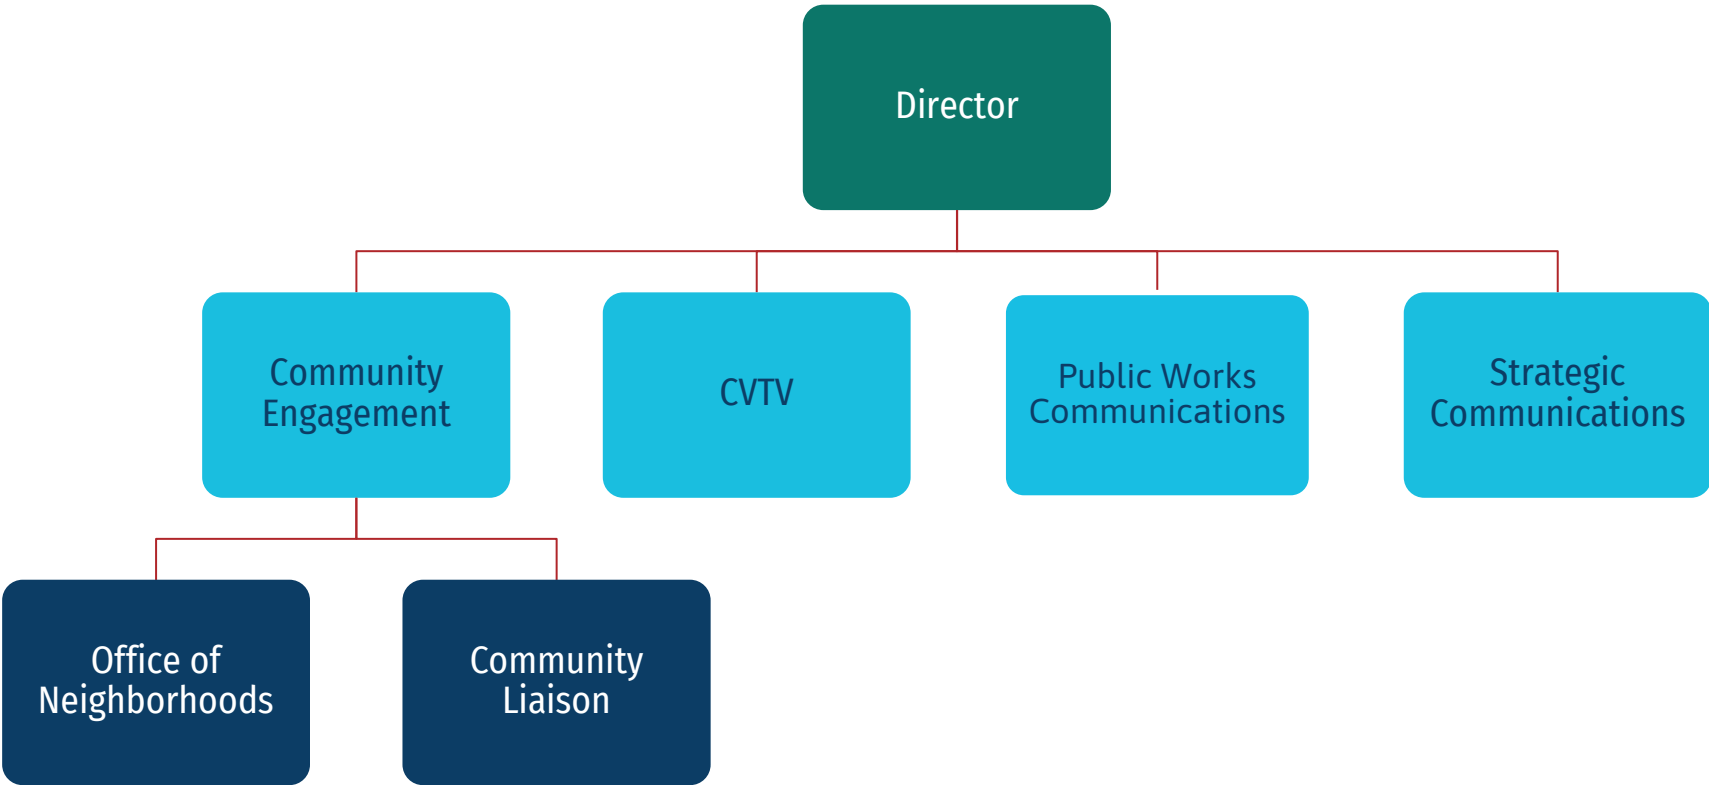 Director
Community
Engagement
CVTV
Public Works
Communications
Strategic
Communications
Office of
Neighborhoods
Community
Liaison